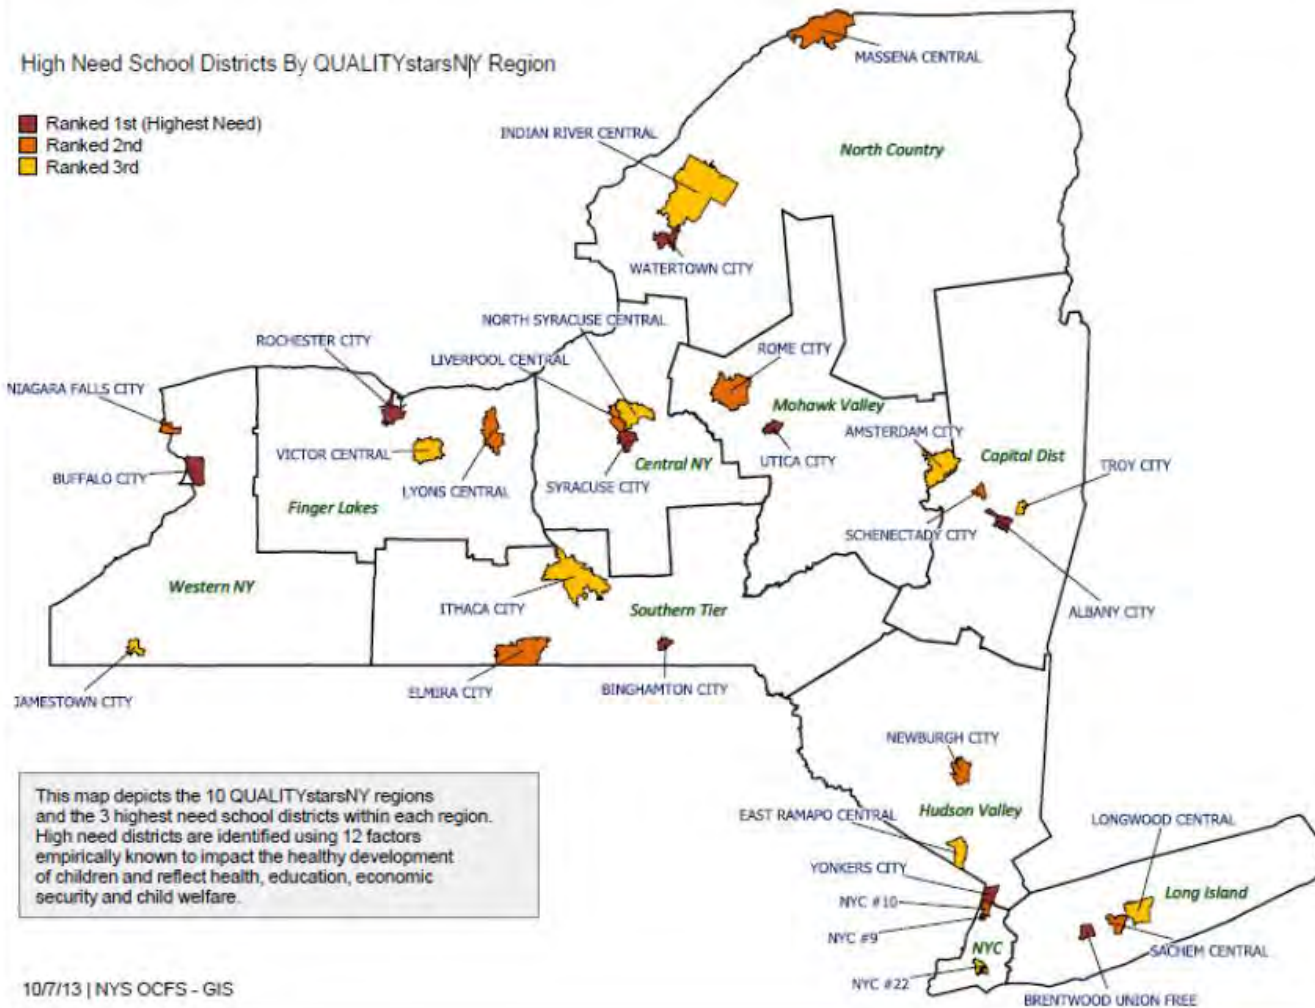 High Need School Districts By QUALITYstarsNY Region
Ranked 1st (Highest Need)
Ranked 2nd
Ranked 3rd
MASSENA CENTRAL
INDIAN RIVER CENTRAL
North Country
WATERTOWN CITY
NORTH SYRACUSE CENTRAL
ROCHESTER CITY
LIVERPOOL CENTRAL
ROME CITY
NIAGARA FALLS CITY
Mohawk Valley
AMSTERDAM CITY
VICTOR CENTRAL
Capital Dist
UTICA CITY
Central NY
TROY CITY
BUFFALO CITY
LYONS CENTRAL
SYRACUSE CITY
Finger Lakes
SCHENECTADY CITY
Western NY
ITHACA CITY
Southern Tier
ALBANY CITY
JAMESTOWN CITY
ELMIRA CITY
BINGHAMTON CITY
NEWBURGH CITY
This map depicts the 10 QUALITYstarsNY regions
and the 3 highest need school districts within each region.
High need districts are identified using 12 factors
empirically known to impact the healthy development
of children and reflect health, education, economic
security and child welfare.
EAST RAMAPO CENTRAL
Hudson Valley
LONGWOOD CENTRAL
YONKERS CITY
Long Island
NYC #10
NYC #9
NYC
SACHEM CENTRAL
NYC #22
BRENTWOOD UNION FREE
10/7/13 | NYS OCFS - GIS